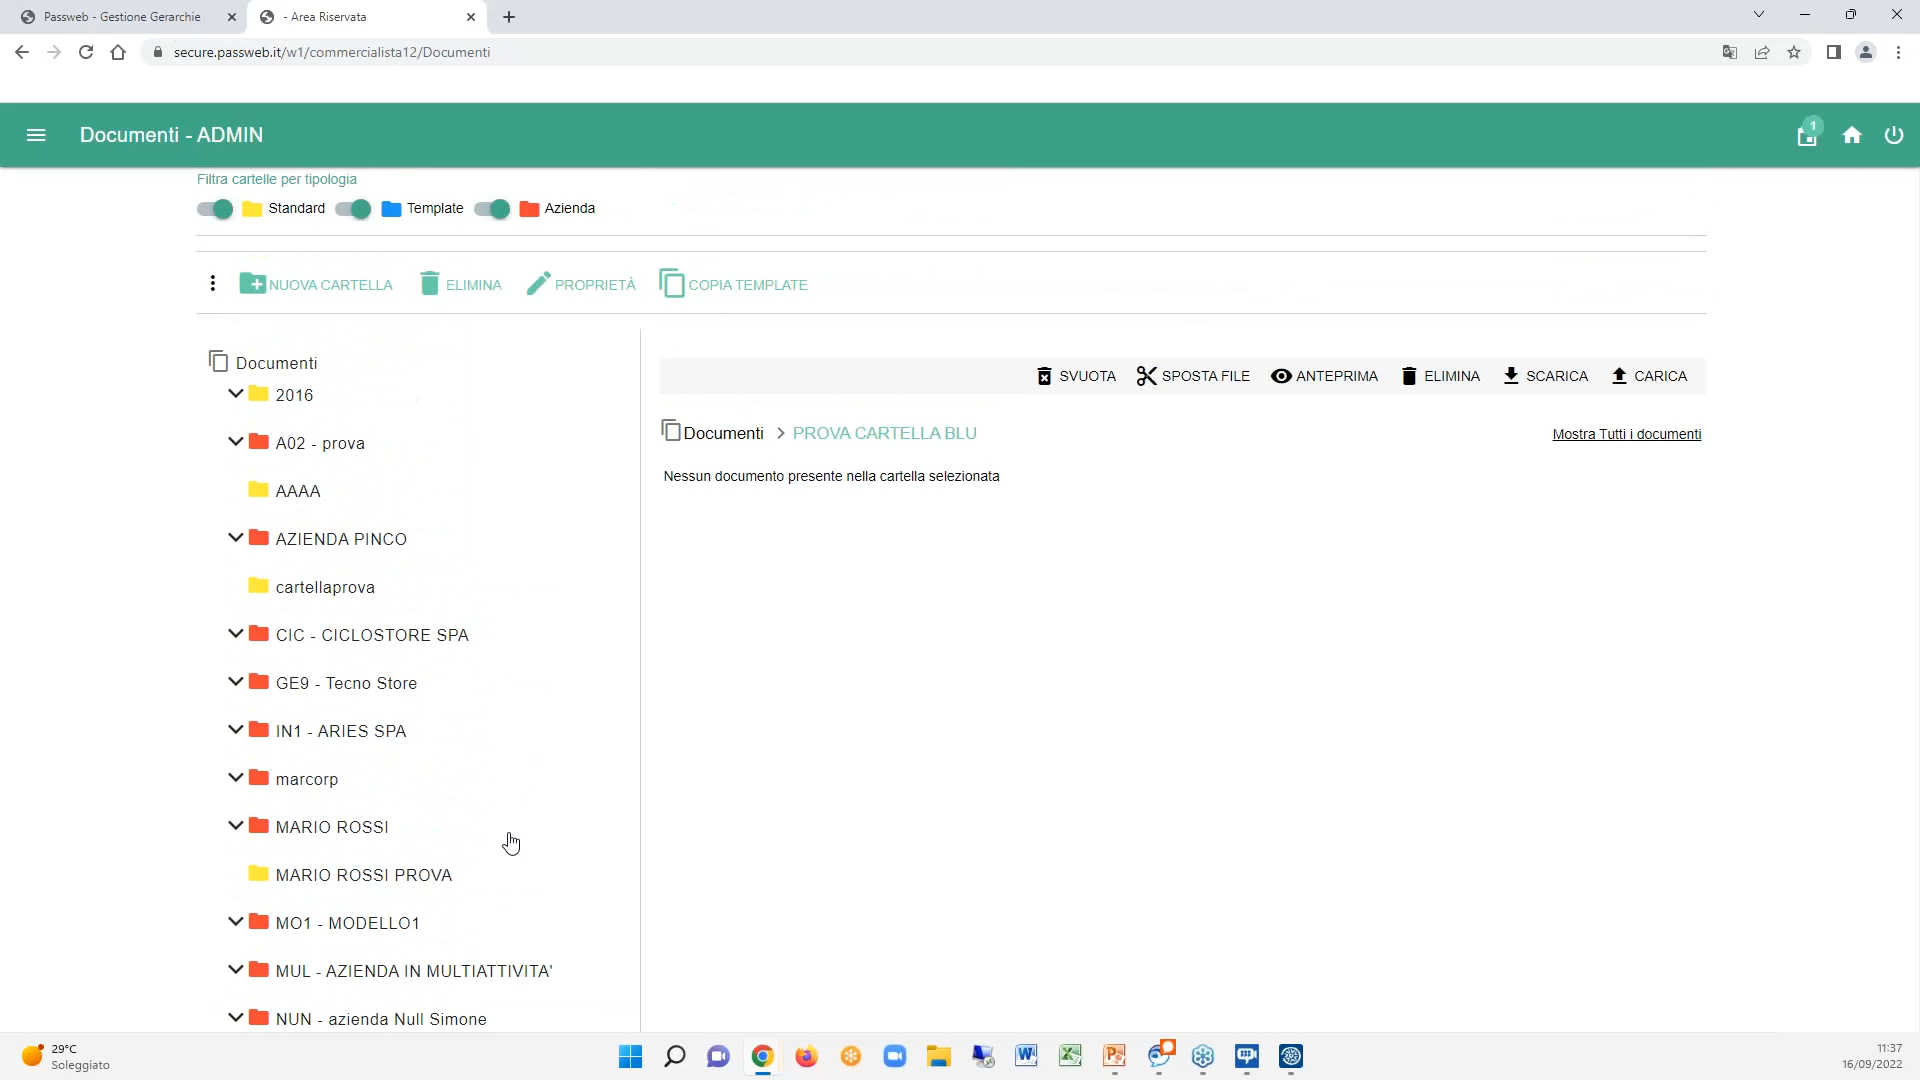 Passweb - Gestione Gerarchie
- Area Riservata
secure.passweb.it/w1/commercialista12/Documenti
Documenti - ADMIN
1
Filtra cartelle per tipologia
Standard Template Azienda
NUOVA CARTELLA ELIMINA PROPRIETÀ COPIA TEMPLATE
Documenti
2016
A02 - prova
AAAA
AZIENDA PINCO
cartellaprova
CIC - CICLOSTORE SPA
GE9 - Tecno Store
IN1 - ARIES SPA
marcorp
MARIO ROSSI
MARIO ROSSI PROVA
MO1 - MODELLO1
MUL - AZIENDA IN MULTIATTIVITA'
NUN - azienda Null Simone
SVUOTA SPOSTA FILE ANTEPRIMA ELIMINA SCARICA CARICA
Documenti > PROVA CARTELLA BLU
Mostra Tutti i documenti
Nessun documento presente nella cartella selezionata
29°C
Soleggiato
11:37
16/09/2022